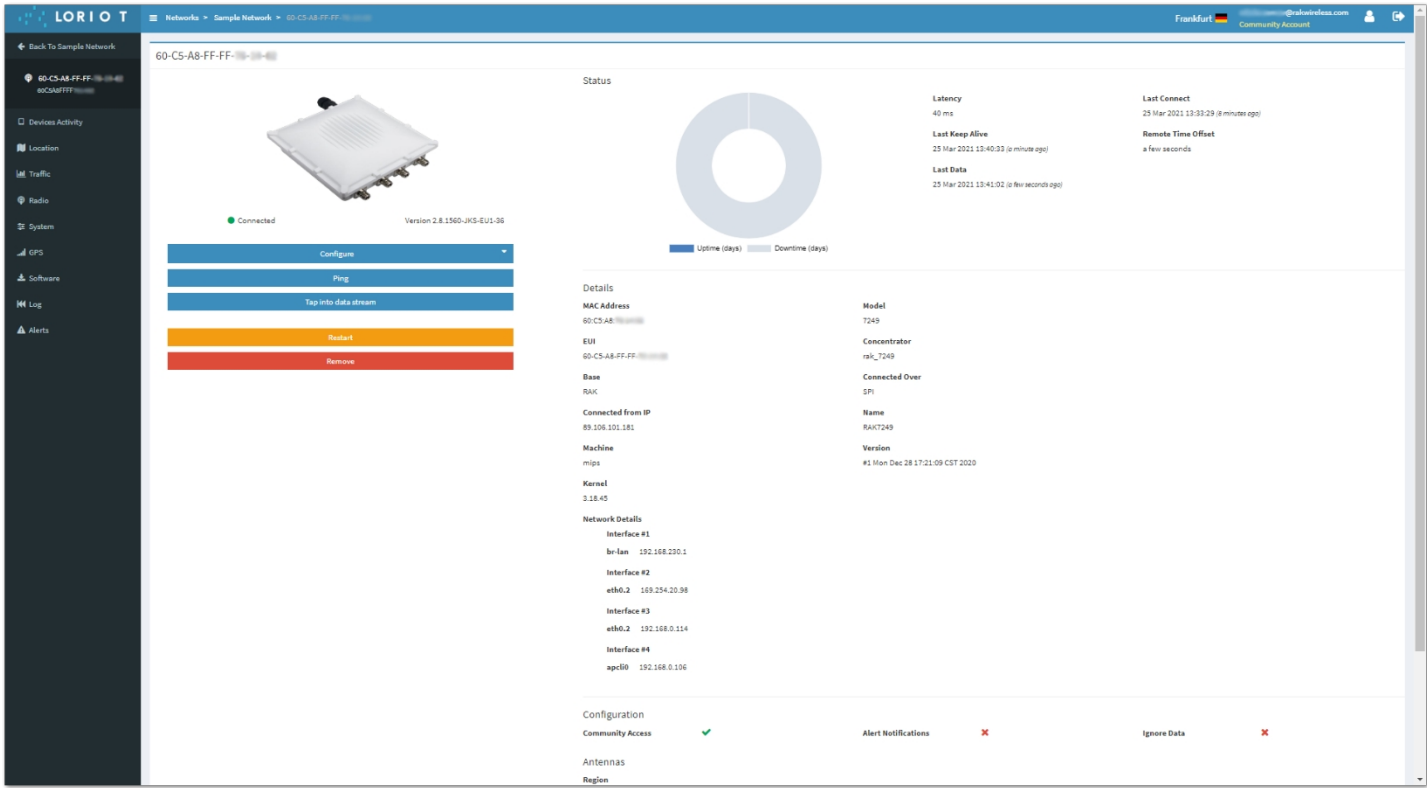 LORIOT
Networks > Sample Network > 60-C5-A8-FF-FF-
Frankfurt
@rakwireless.com
Community Account
Back To Sample Network
60-C5-A8-FF-FF-
60C5A8FFFF
Devices Activity
Location
Traffic
Radio
System
GPS
Software
Log
Alerts
60-C5-A8-FF-FF-
Connected
Version 2.8.1560-JKS-EU1-36
Configure
Ping
Tap into data stream
Restart
Remove
Status
Uptime (days)
Downtime (days)
Latency
40 ms
Last Connect
25 Mar 2021 13:33:29 (8 minutes ago)
Last Keep Alive
25 Mar 2021 13:40:33 (a minute ago)
Remote Time Offset
a few seconds
Last Data
25 Mar 2021 13:41:02 (a few seconds ago)
Details
MAC Address
60:C5:A8:
Model
7249
EUI
60-C5-A8-FF-FF-
Concentrator
rak_7249
Base
RAK
Connected Over
SPI
Connected from IP
89.106.101.181
Name
RAK7249
Machine
mips
Version
#1 Mon Dec 28 17:21:09 CST 2020
Kernel
3.18.45
Network Details
Interface #1
br-lan 192.168.230.1
Interface #2
eth0.2 169.254.20.98
Interface #3
eth0.2 192.168.0.114
Interface #4
apcli0 192.168.0.106
Configuration
Community Access
Alert Notifications
Ignore Data
Antennas
Region